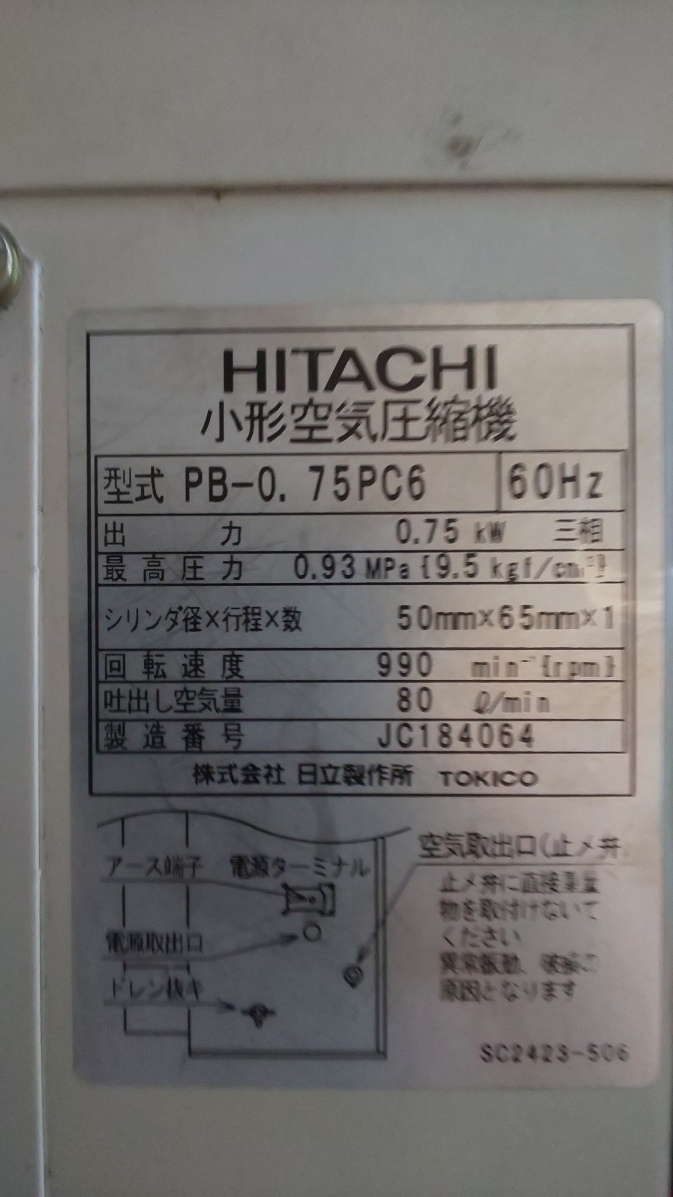 HITACHI
小形空気圧縮機
型式 PB-0.75PC6 60Hz
出力 0.75 kW 三相
最高圧力 0.93 MPa {9.5 kgf/cm²}
シリンダ径×行程×数 50mm×65mm×1
回転速度 990 min⁻¹{rpm}
吐出し空気量 80 ℓ/min
製造番号 JC184064
株式会社 日立製作所 TOKICO
空気取出口(止メ弁
アース端子 電源ターミナル
止メ弁に直接重量
物を取付けないで
ください
電源取出口
異常振動、破損の
ドレン抜キ
原因となります
SC2423-506